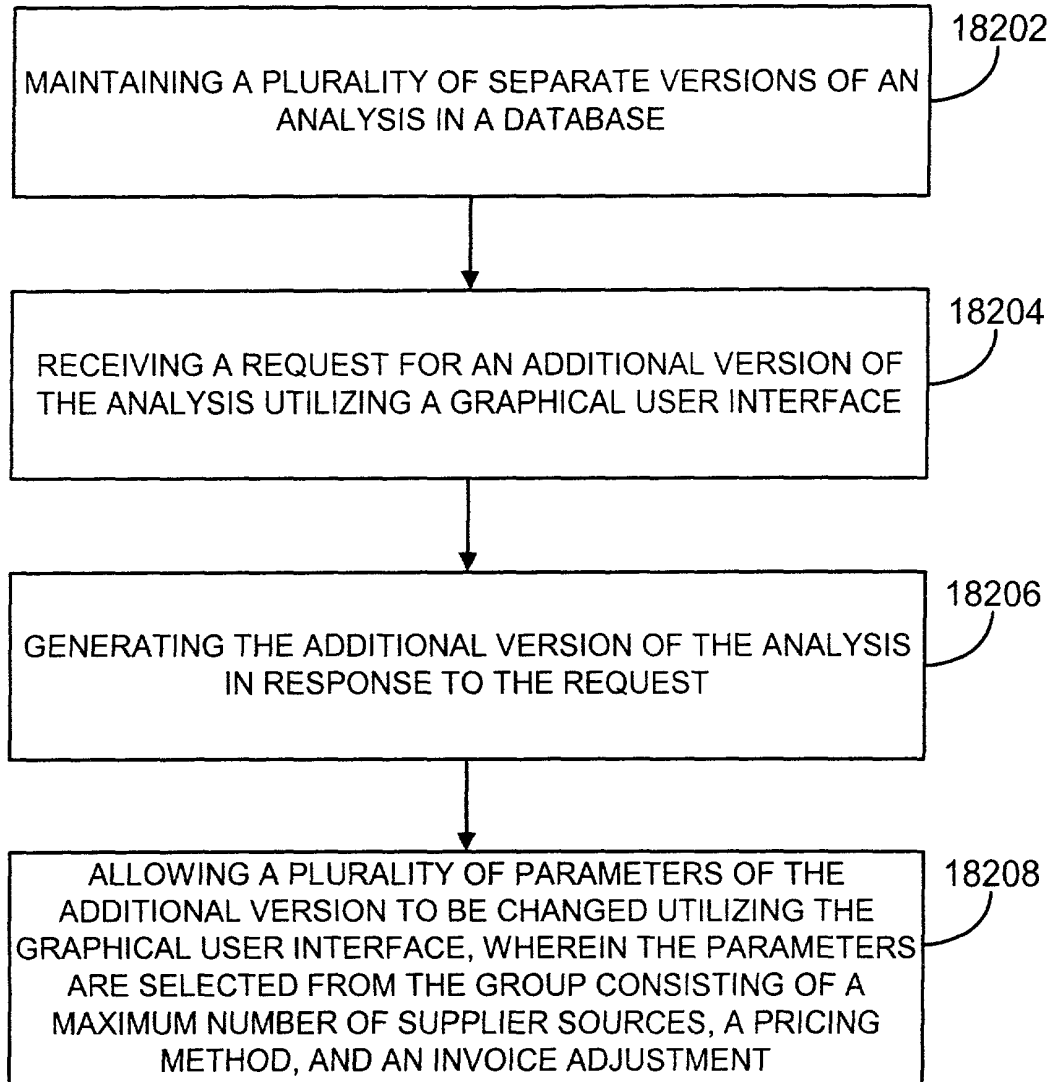 18202
MAINTAINING A PLURALITY OF SEPARATE VERSIONS OF AN
ANALYSIS IN A DATABASE
18204
RECEIVING A REQUEST FOR AN ADDITIONAL VERSION OF
THE ANALYSIS UTILIZING A GRAPHICAL USER INTERFACE
18206
GENERATING THE ADDITIONAL VERSION OF THE ANALYSIS
IN RESPONSE TO THE REQUEST
18208
ALLOWING A PLURALITY OF PARAMETERS OF THE
ADDITIONAL VERSION TO BE CHANGED UTILIZING THE
GRAPHICAL USER INTERFACE, WHEREIN THE PARAMETERS
ARE SELECTED FROM THE GROUP CONSISTING OF A
MAXIMUM NUMBER OF SUPPLIER SOURCES, A PRICING
METHOD, AND AN INVOICE ADJUSTMENT